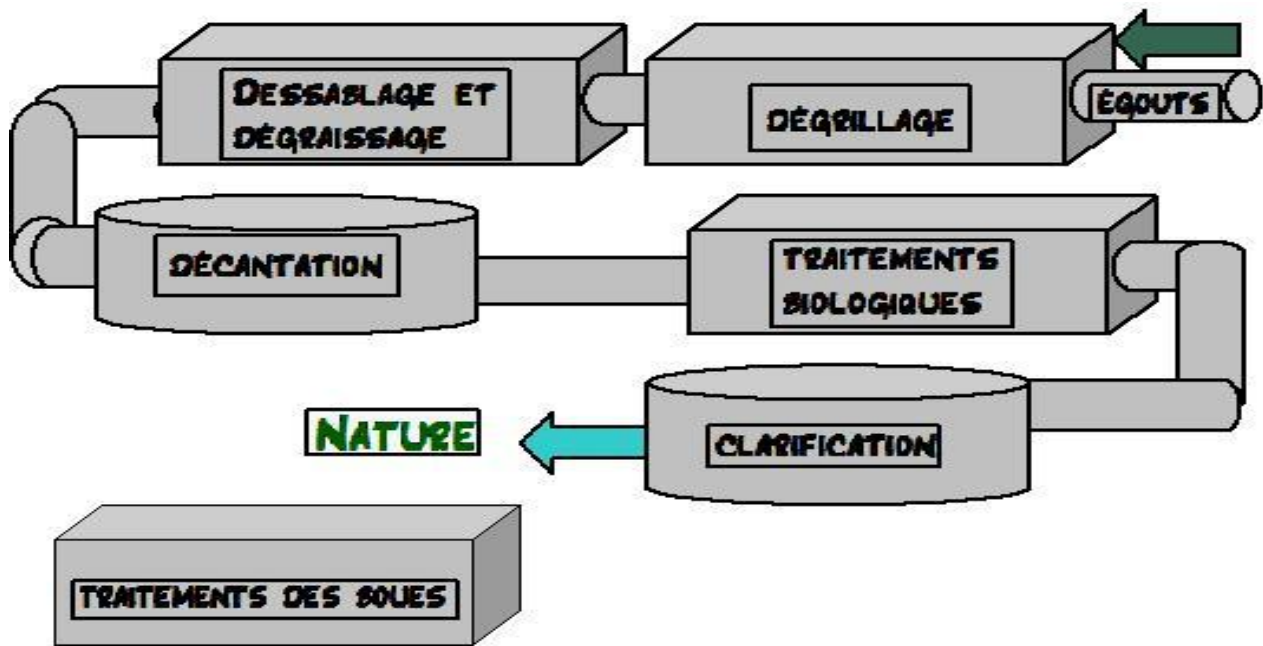 DESSABLAGE ET
DÉGRAISSAGE
DÉGRILLAGE
ÉGOUTS
DÉCANTATION
TRAITEMENTS
BIOLOGIQUES
NATURE
CLARIFICATION
TRAITEMENTS DES BOUES